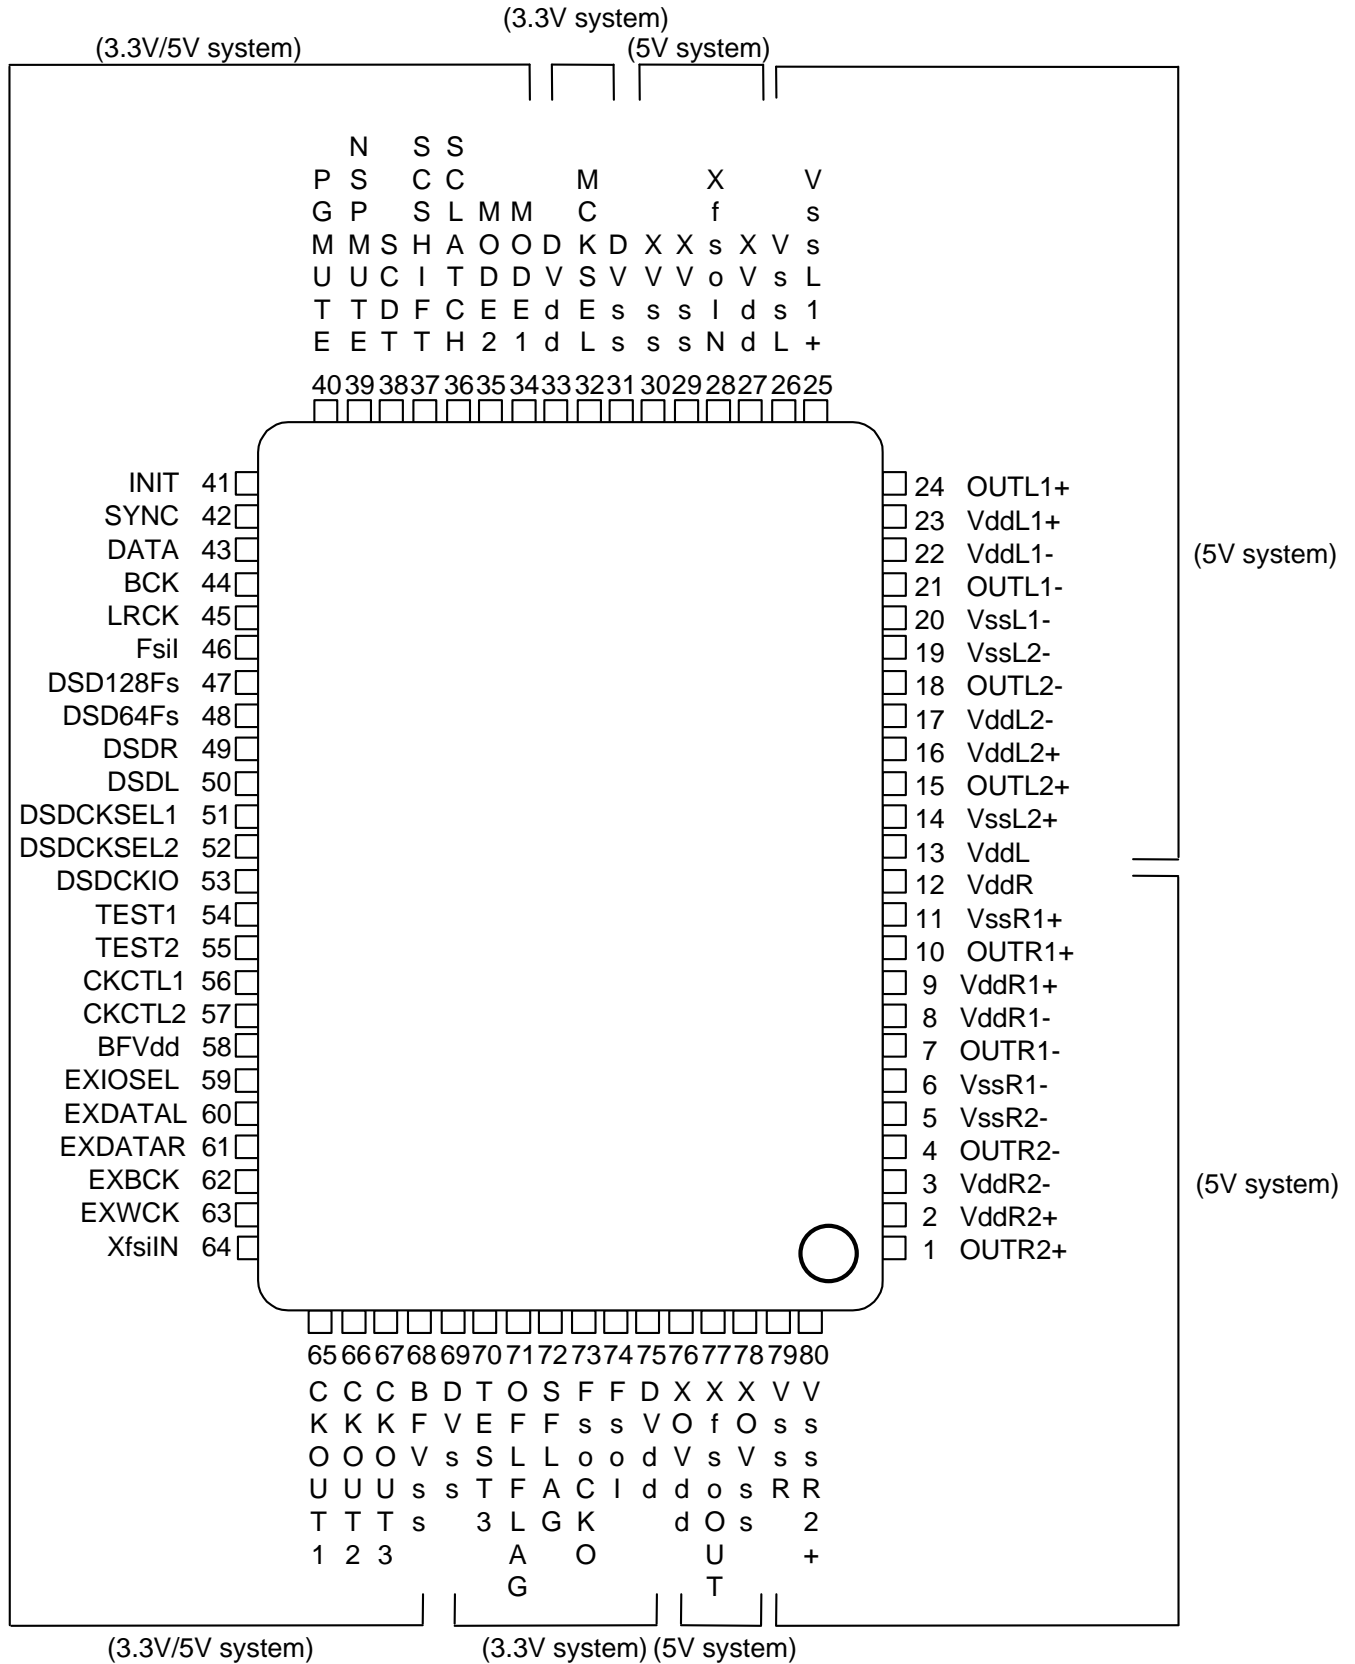 (3.3V system)
(3.3V/5V system)
(5V system)
PGMUTE
NSPMUTE
SCDT
SCSHIFT
SCLATCH
MODE2
MODE1
DVdd
MCKSEL
DVss
XVss
XVss
XfsoIN
XVdd
VssL
VssL1+
40 39 38 37 36 35 34 33 32 31 30 29 28 27 26 25
INIT 41
SYNC 42
DATA 43
BCK 44
LRCK 45
FsiI 46
DSD128Fs 47
DSD64Fs 48
DSDR 49
DSDL 50
DSDCKSEL1 51
DSDCKSEL2 52
DSDCKIO 53
TEST1 54
TEST2 55
CKCTL1 56
CKCTL2 57
BFVdd 58
EXIOSEL 59
EXDATAL 60
EXDATAR 61
EXBCK 62
EXWCK 63
XfsiIN 64
24 OUTL1+
23 VddL1+
22 VddL1-
21 OUTL1-
20 VssL1-
19 VssL2-
18 OUTL2-
17 VddL2-
16 VddL2+
15 OUTL2+
14 VssL2+
13 VddL
12 VddR
11 VssR1+
10 OUTR1+
9 VddR1+
8 VddR1-
7 OUTR1-
6 VssR1-
5 VssR2-
4 OUTR2-
3 VddR2-
2 VddR2+
1 OUTR2+
(5V system)
(5V system)
65 66 67 68 69 70 71 72 73 74 75 76 77 78 79 80
CKOUT1
CKOUT2
CKOUT3
BFVss
DVss
TEST3
OFLFLAG
SFLAG
FsoCKO
FsoI
DVdd
XOVdd
XfsoOUT
XOVss
VssR
VssR2+
(3.3V/5V system)
(3.3V system)
(5V system)